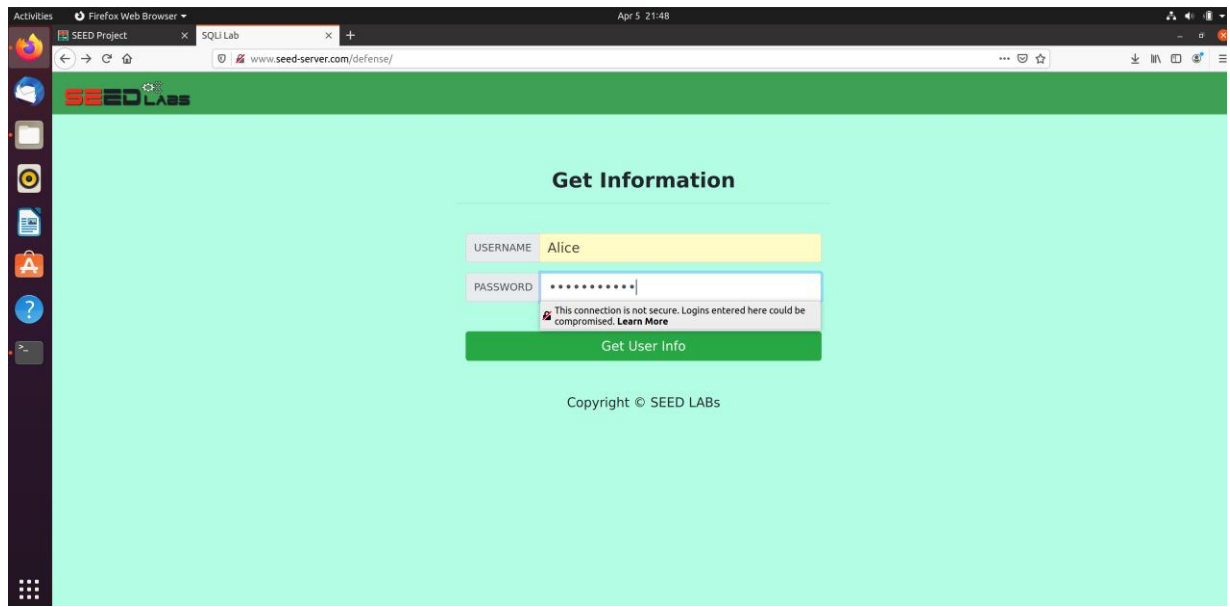 Activities Firefox Web Browser Apr 5 21:48
SEED Project SQLi Lab
www.seed-server.com/defense/
SEEDLABS
Get Information
USERNAME Alice
PASSWORD •••••••••••
This connection is not secure. Logins entered here could be
compromised. Learn More
Get User Info
Copyright © SEED LABs